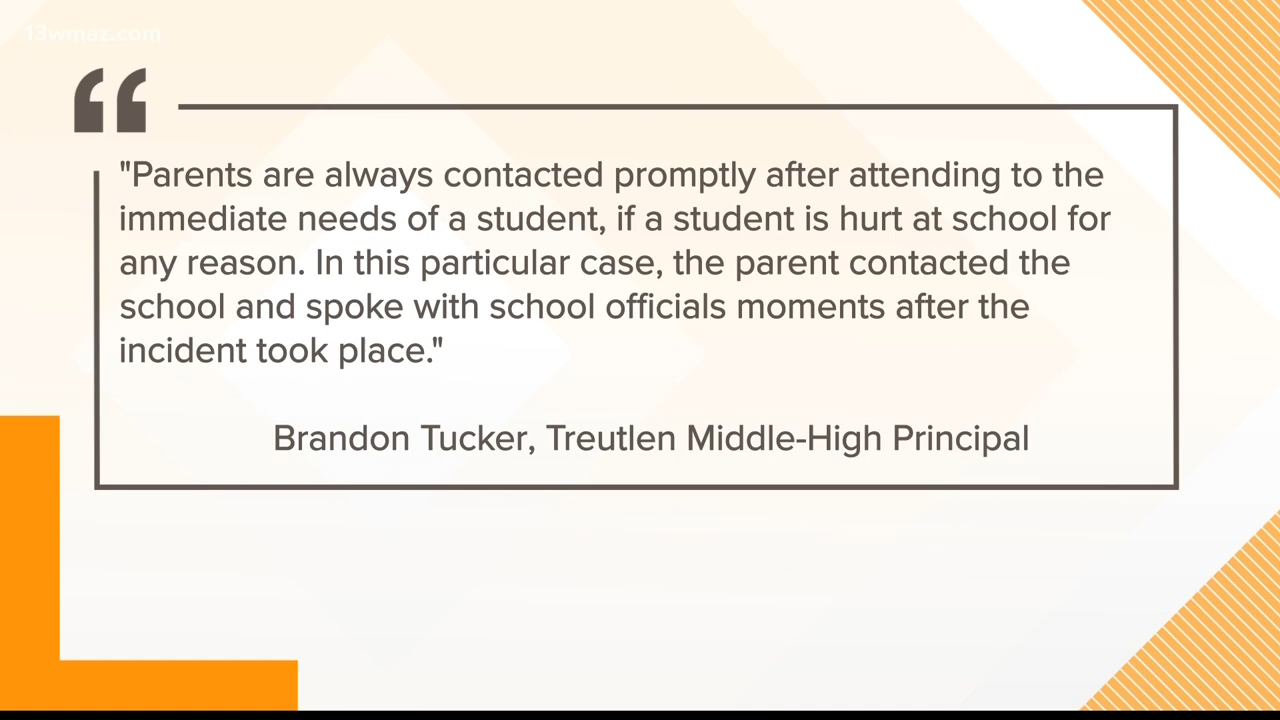 13wmaz.com
"Parents are always contacted promptly after attending to the
immediate needs of a student, if a student is hurt at school for
any reason. In this particular case, the parent contacted the
school and spoke with school officials moments after the
incident took place."
Brandon Tucker, Treutlen Middle-High Principal